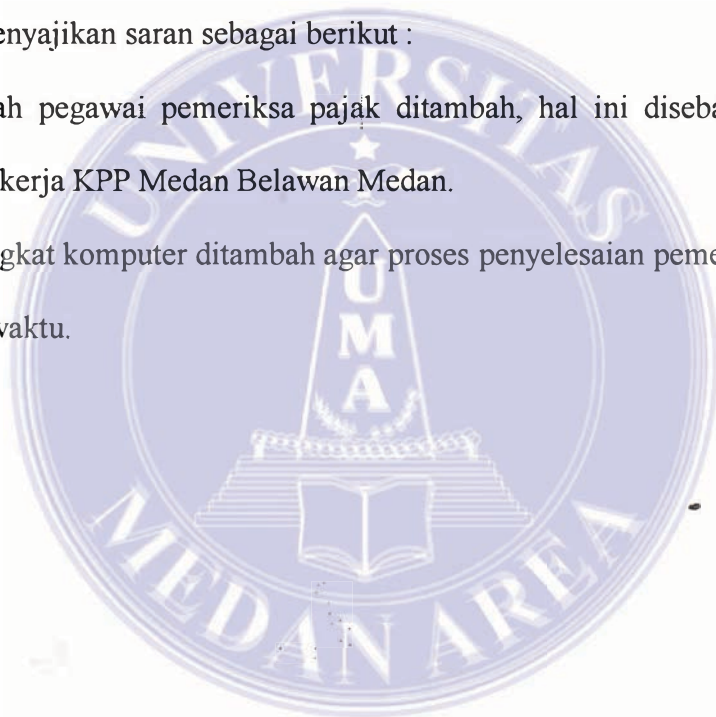 enyajikan saran sebagai berikut :
ah pegawai pemeriksa pajak ditambah, hal ini diseba
kerja KPP Medan Belawan Medan.
gkat komputer ditambah agar proses penyelesaian peme
waktu.
UNIVERSITAS
UMA
MEDAN AREA